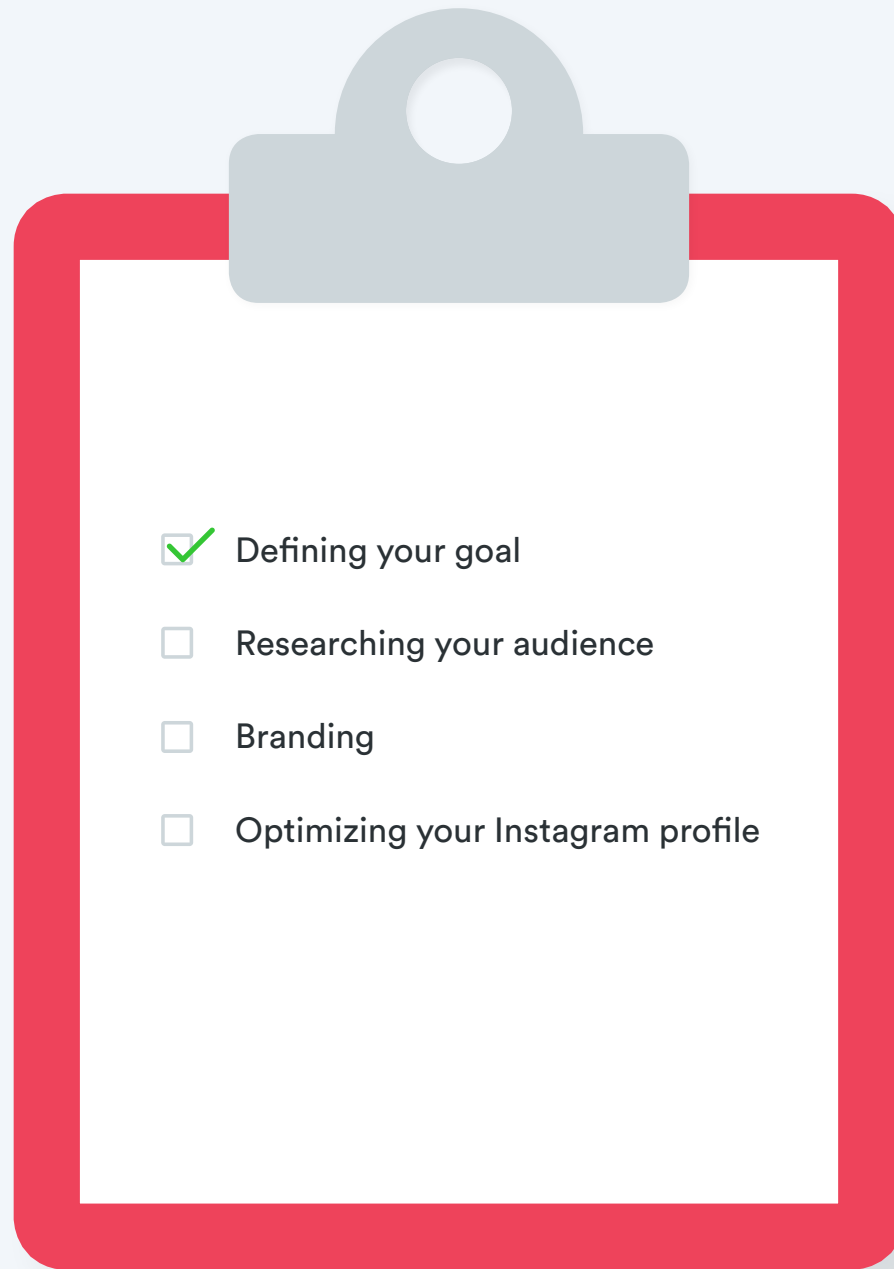 Defining your goal
Researching your audience
Branding
Optimizing your Instagram profile